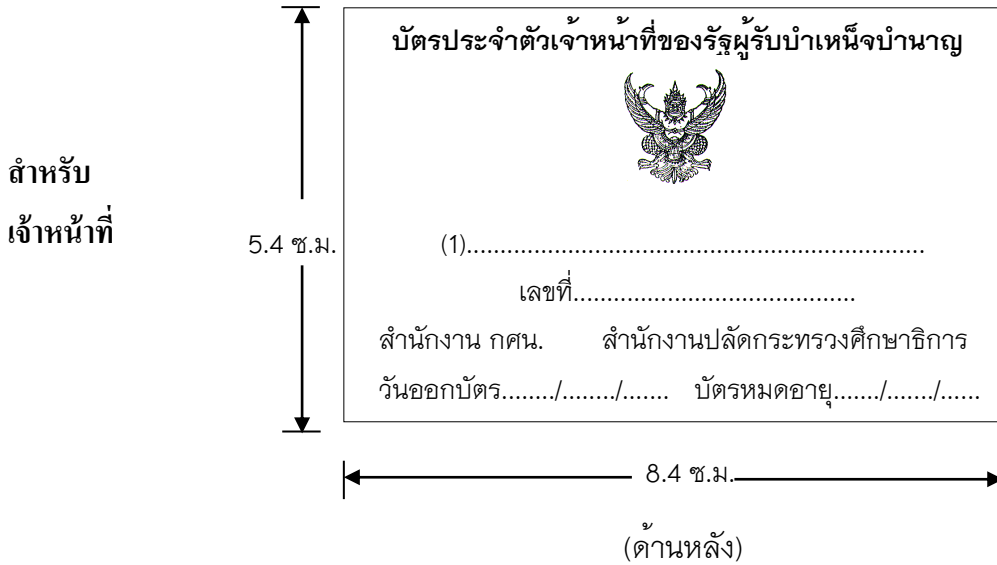 บัตรประจำตัวเจ้าหน้าที่ของรัฐผู้รับบำเหน็จบำนาญ
สำหรับ
เจ้าหน้าที่
5.4 ซ.ม.
(1)....................................................................
เลขที่..........................................
สำนักงาน กศน. สำนักงานปลัดกระทรวงศึกษาธิการ
วันออกบัตร......../......../....... บัตรหมดอายุ....../......./......
8.4 ซ.ม.
(ด้านหลัง)